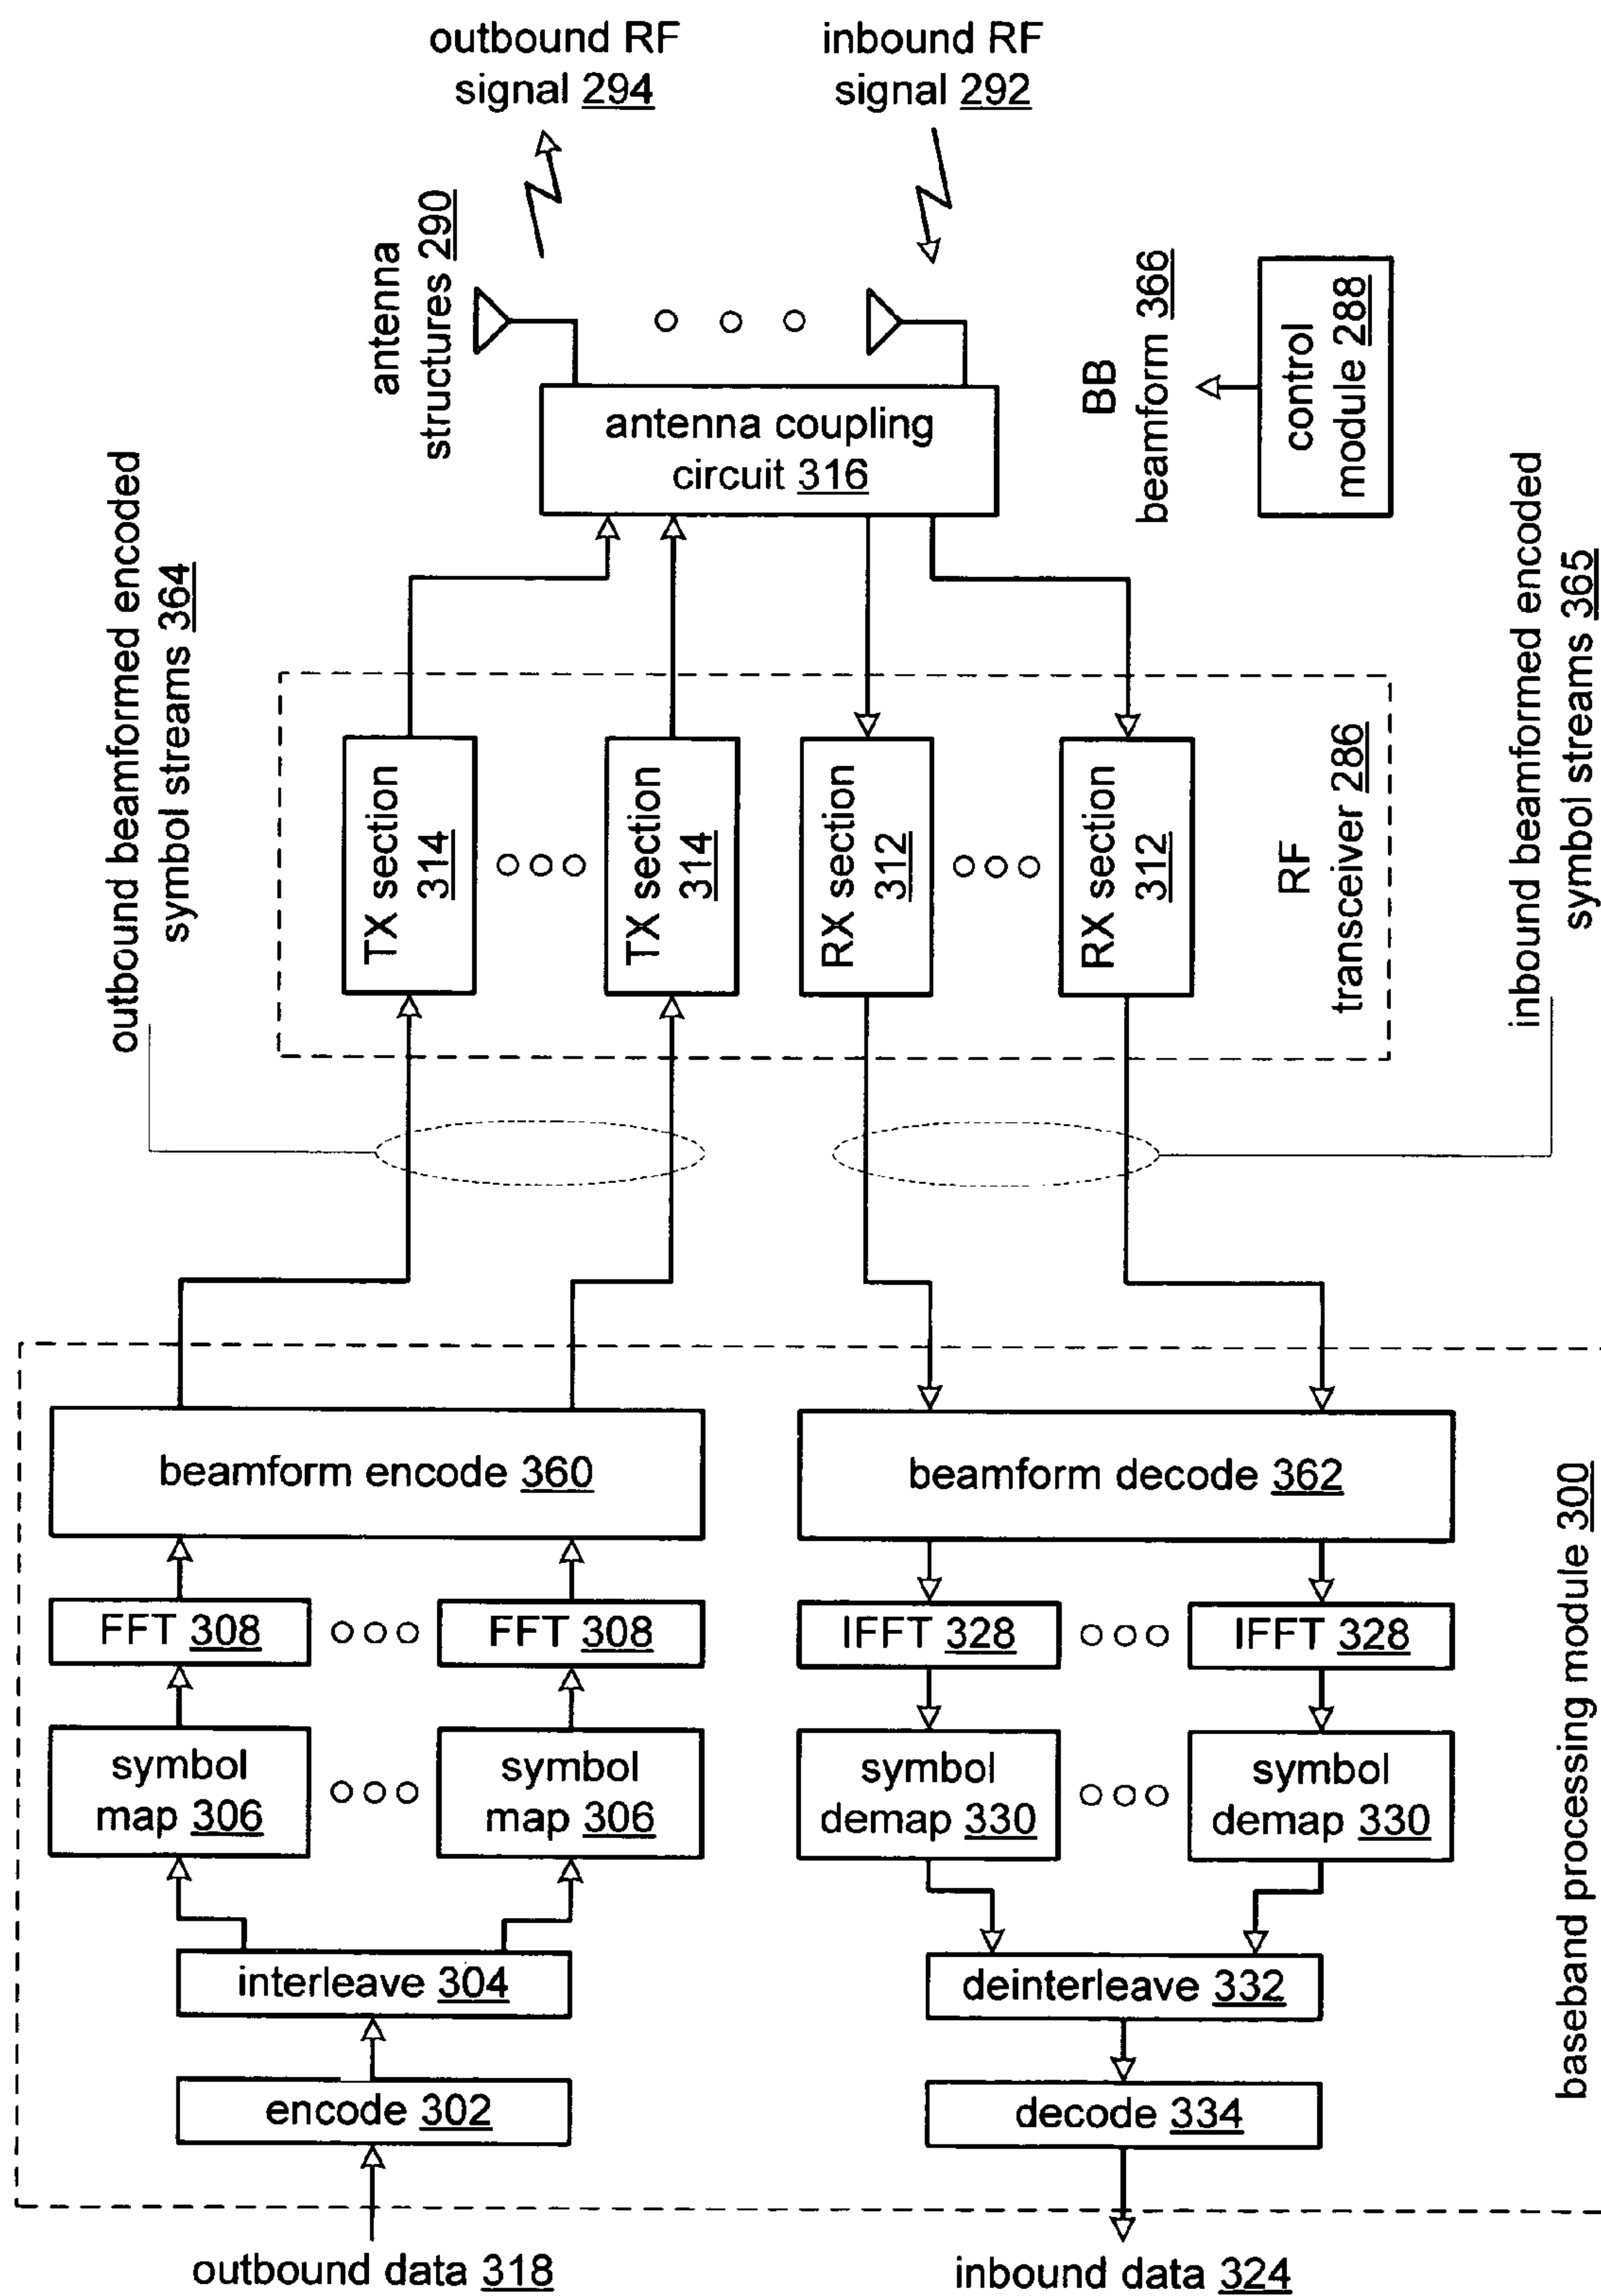 outbound RF
signal 294
inbound RF
signal 292
antenna
structures 290
BB
beamform 366
control
module 288
antenna coupling
circuit 316
outbound beamformed encoded
symbol streams 364
inbound beamformed encoded
symbol streams 365
TX section
314
TX section
314
RX section
312
RX section
312
RF
transceiver 286
beamform encode 360
beamform decode 362
FFT 308
FFT 308
IFFT 328
IFFT 328
symbol
map 306
symbol
map 306
symbol
demap 330
symbol
demap 330
interleave 304
deinterleave 332
encode 302
decode 334
baseband processing module 300
outbound data 318
inbound data 324